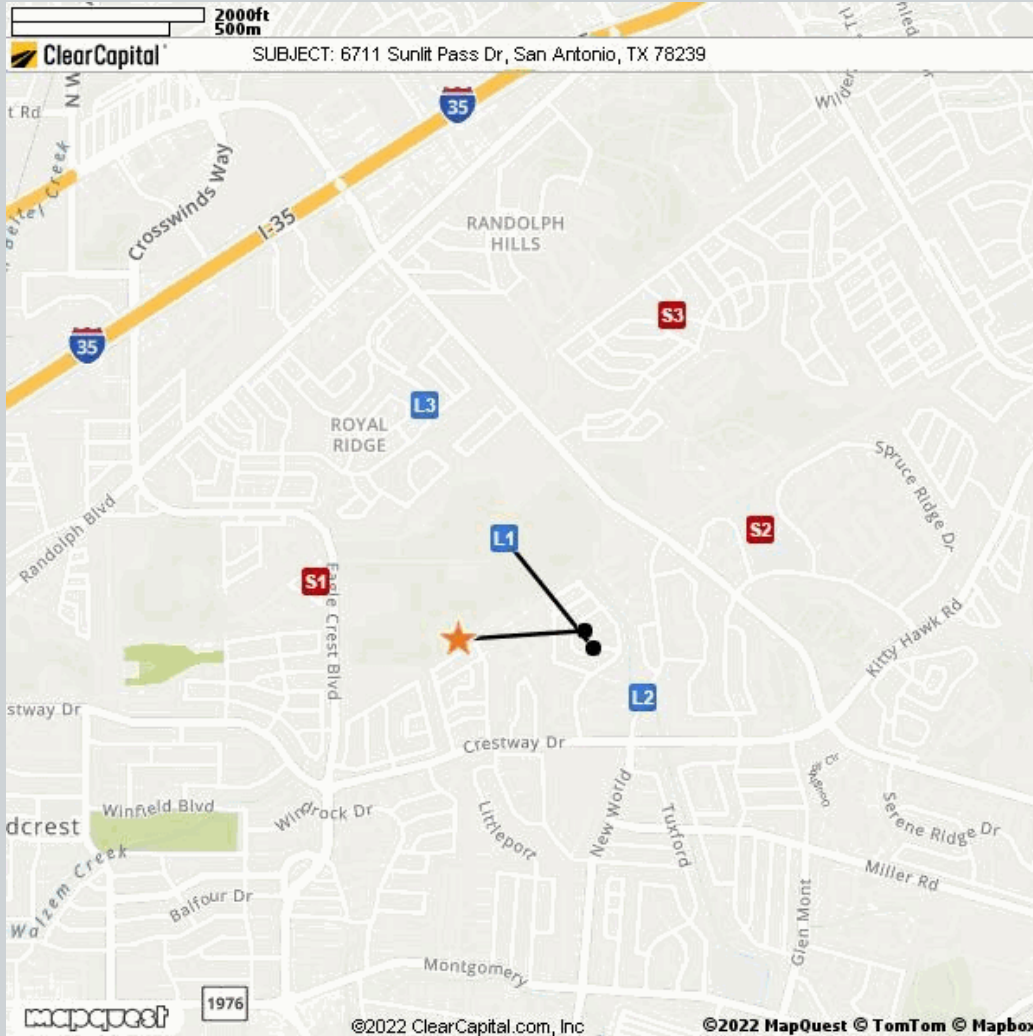 2000ft
500m
ClearCapital
SUBJECT: 6711 Sunlit Pass Dr, San Antonio, TX 78239
NW
t Rd
35
Wilder
Crosswinds Way
I-35
RANDOLPH
HILLS
S3
35
L3
ROYAL
RIDGE
Spruce Ridge Dr
Randolph Blvd
L1
S2
S1
Eagle Crest Blvd
Kitty Hawk Rd
L2
stway Dr
Crestway Dr
Winfield Blvd
Windrock Dr
dcrest
Littleport
New World
Tuxford
Serene Ridge Dr
Miller Rd
Walzem Creek
Balfour Dr
Glen Mont
Montgomery
1976
mapquest
©2022 ClearCapital.com, Inc
©2022 MapQuest © TomTom © Mapbox